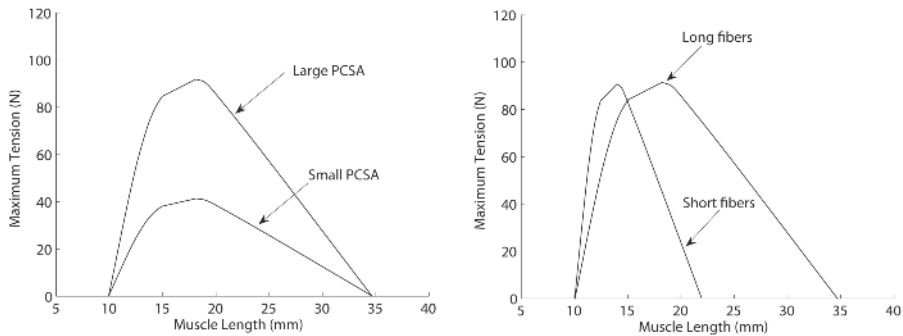 120
100
80
60
40
20
0
Maximum Tension (N)
Large PCSA
Small PCSA
5 10 15 20 25 30 35 40
Muscle Length (mm)
120
100
80
60
40
20
0
Maximum Tension (N)
Long fibers
Short fibers
5 10 15 20 25 30 35 40
Muscle Length (mm)